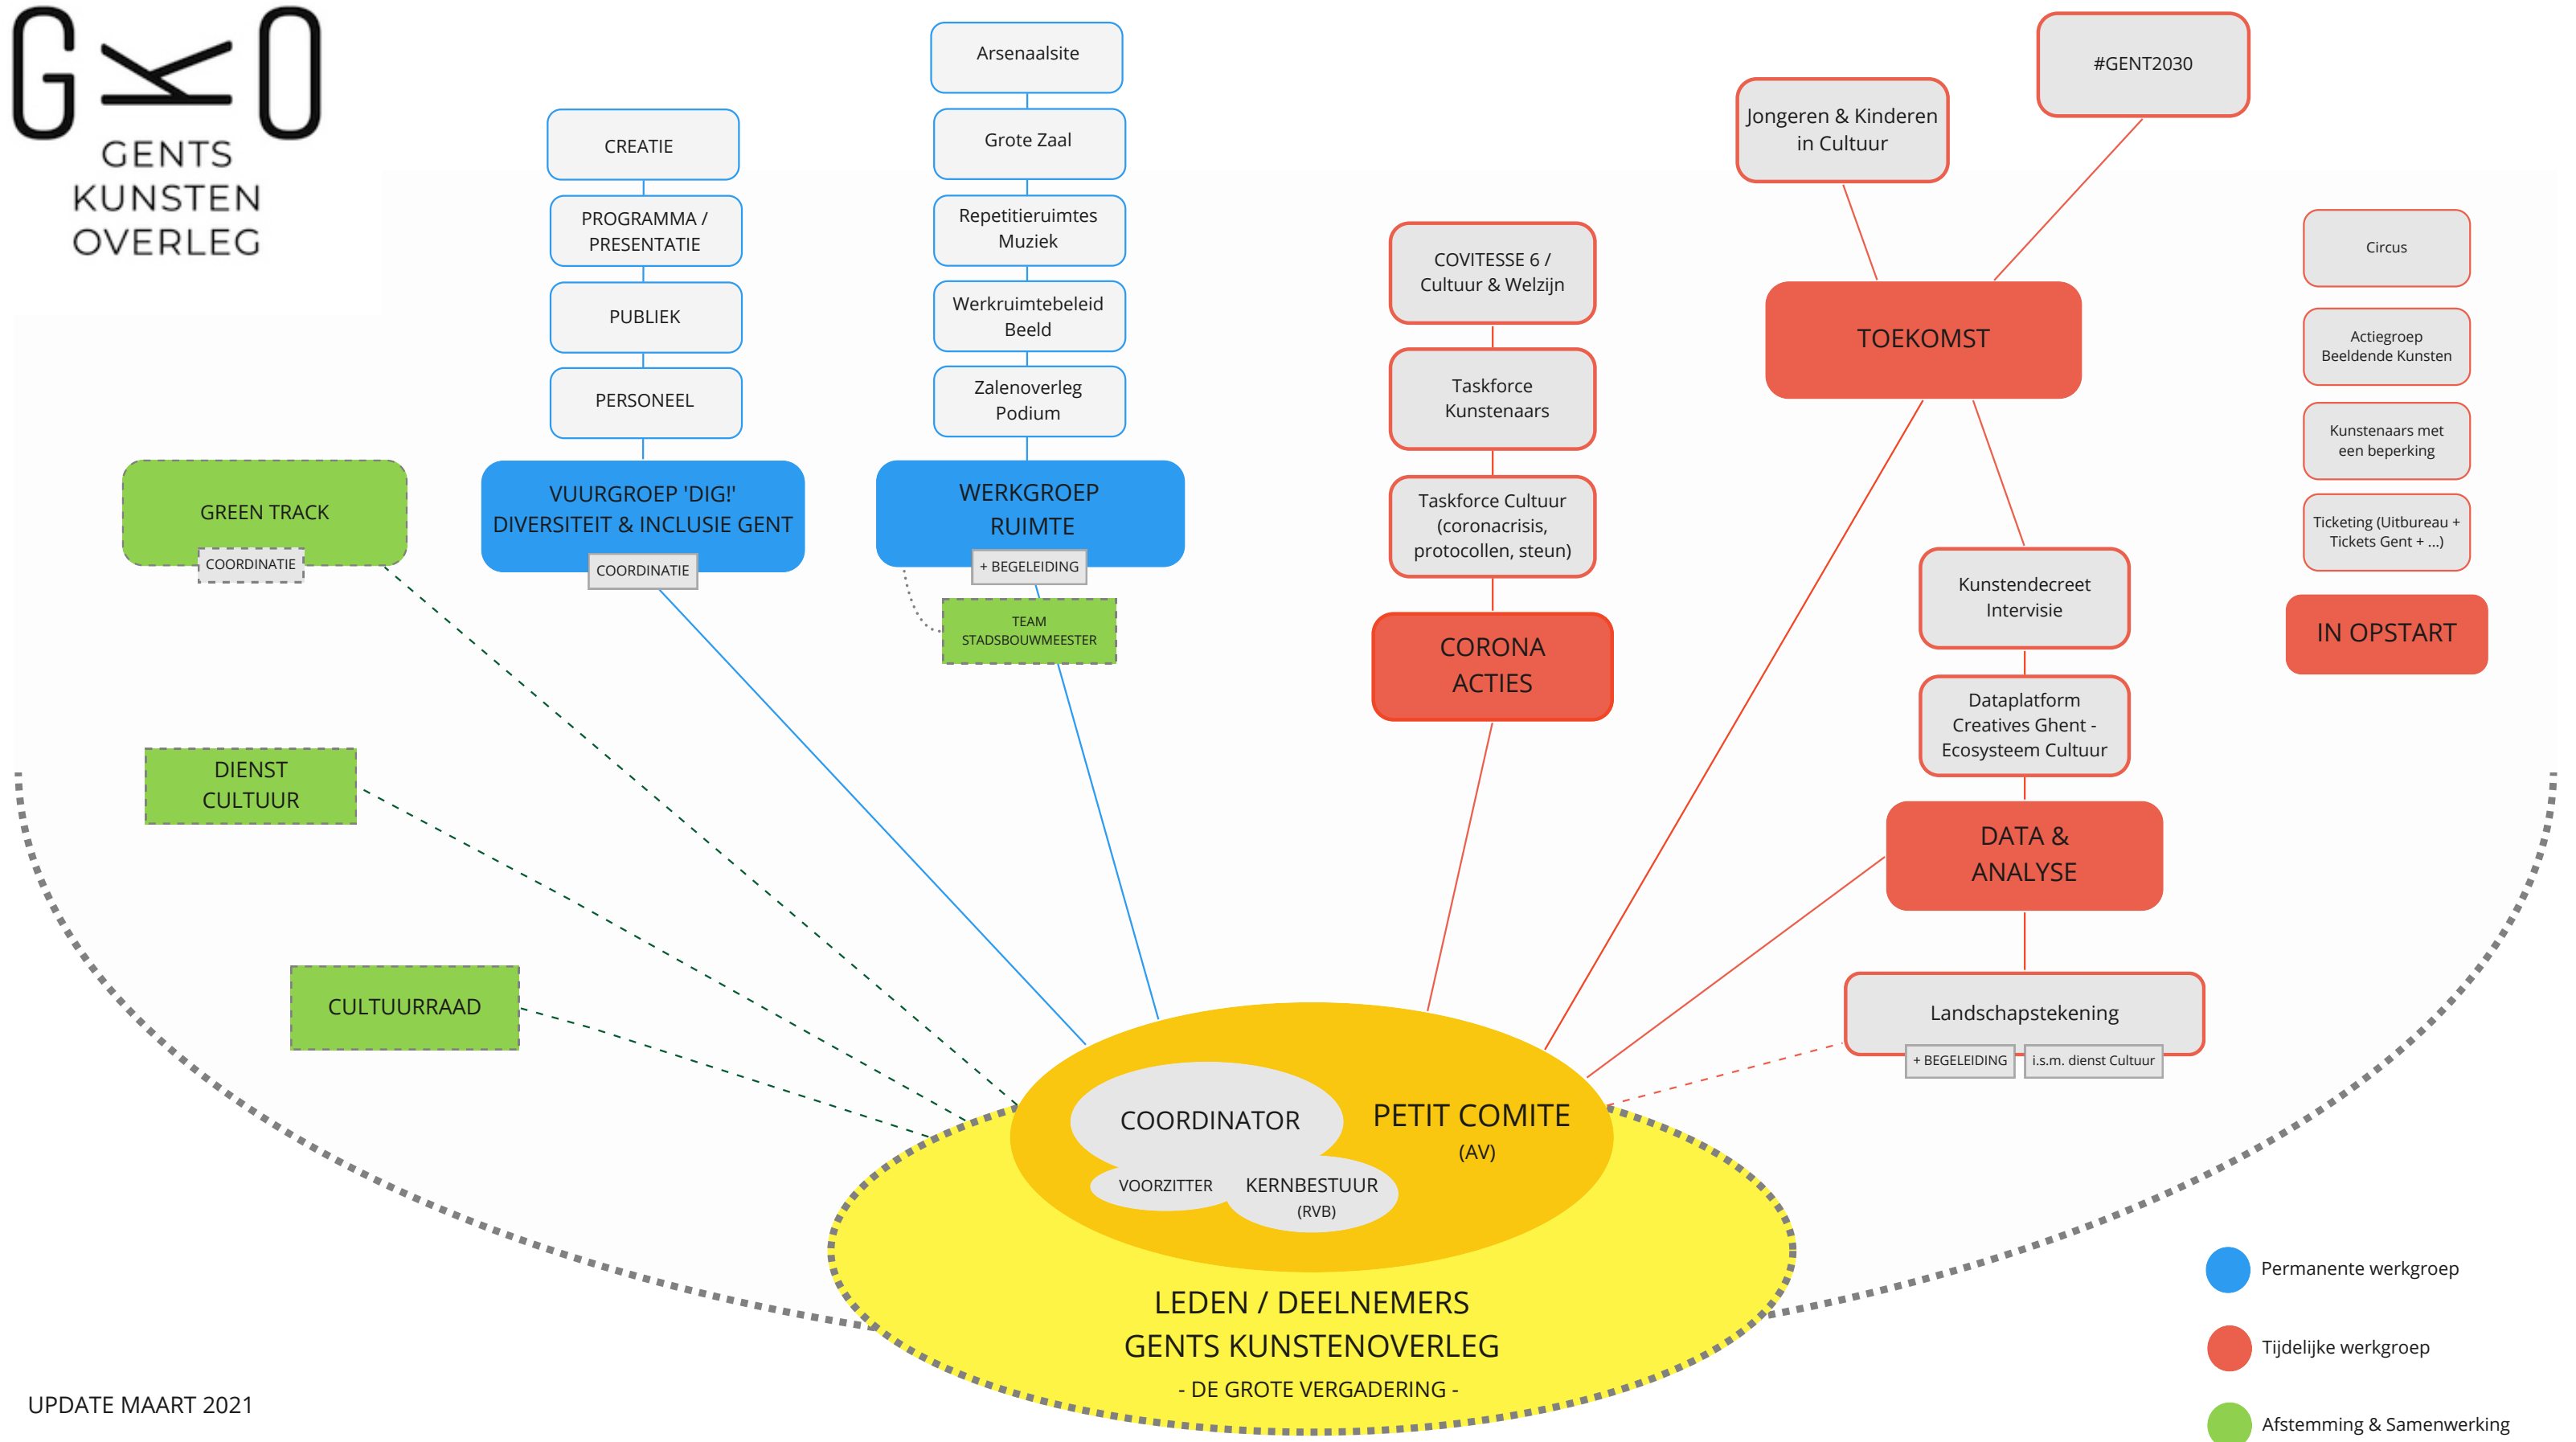 GKO
GENTS
KUNSTEN
OVERLEG
CREATIE
PROGRAMMA /
PRESENTATIE
PUBLIEK
PERSONEEL
VUURGROEP 'DIG!'
DIVERSITEIT & INCLUSIE GENT
COORDINATIE
Arsenaalsite
Grote Zaal
Repetitieruimtes
Muziek
Werkruimtebeleid
Beeld
Zalenoverleg
Podium
WERKGROEP
RUIMTE
+ BEGELEIDING
TEAM
STADSBOUWMEESTER
GREEN TRACK
COORDINATIE
DIENST
CULTUUR
CULTUURRAAD
COVITESSE 6 /
Cultuur & Welzijn
Taskforce
Kunstenaars
Taskforce Cultuur
(coronacrisis,
protocollen, steun)
CORONA
ACTIES
Jongeren & Kinderen
in Cultuur
#GENT2030
TOEKOMST
Kunstendecreet
Intervisie
Dataplatform
Creatives Ghent -
Ecosysteem Cultuur
DATA &
ANALYSE
Landschapstekening
+ BEGELEIDING
i.s.m. dienst Cultuur
Circus
Actiegroep
Beeldende Kunsten
Kunstenaars met
een beperking
Ticketing (Uitbureau +
Tickets Gent + ...)
IN OPSTART
COORDINATOR
PETIT COMITE
(AV)
VOORZITTER
KERNBESTUUR
(RVB)
LEDEN / DEELNEMERS
GENTS KUNSTENOVERLEG
- DE GROTE VERGADERING -
Permanente werkgroep
Tijdelijke werkgroep
Afstemming & Samenwerking
UPDATE MAART 2021